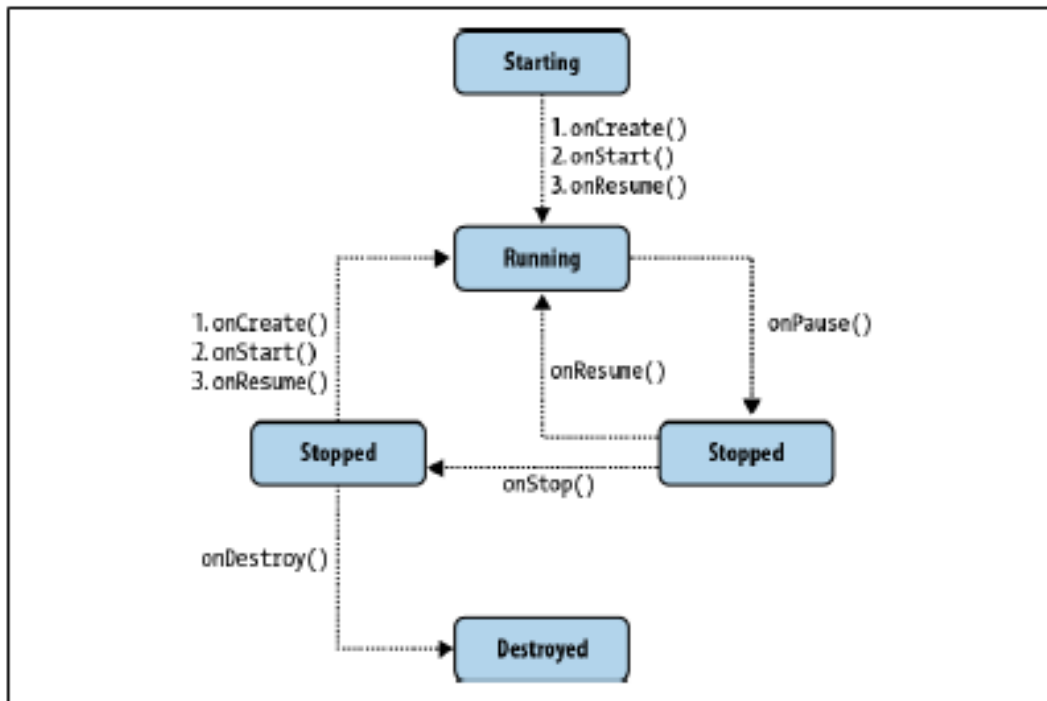 Starting
1.onCreate()
2.onStart()
3.onResume()
Running
1.onCreate()
2.onStart()
3.onResume()
onPause()
onResume()
Stopped
Stopped
onStop()
onDestroy()
Destroyed